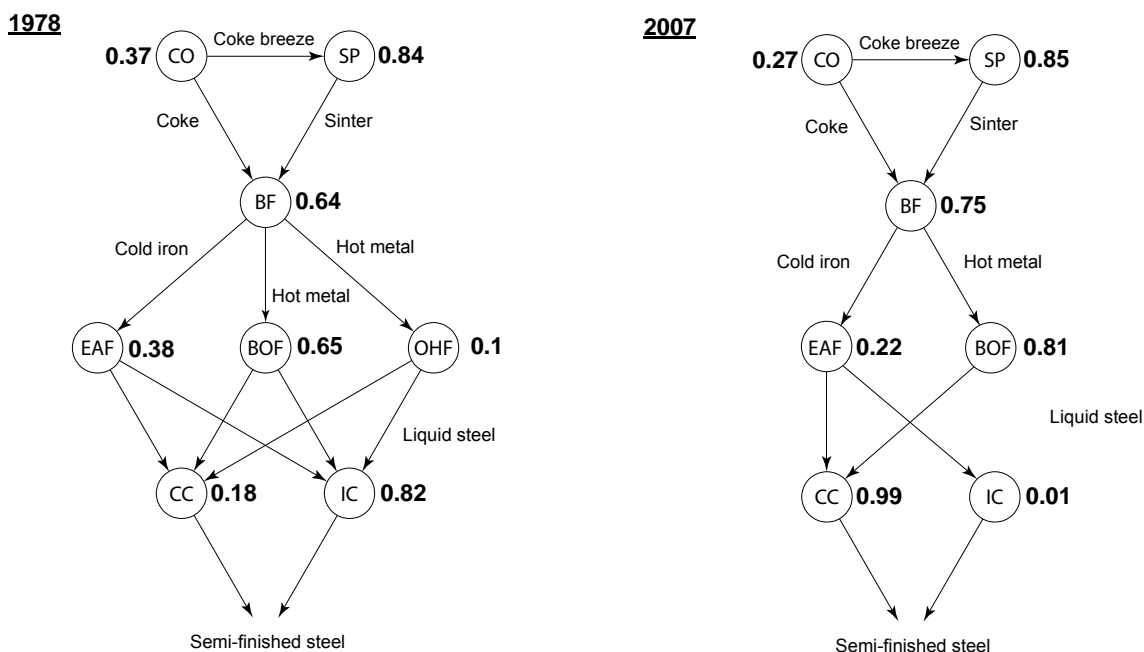 1978
0.37 CO Coke breeze SP 0.84
Coke Sinter
BF 0.64
Cold iron Hot metal
Hot metal
EAF 0.38 BOF 0.65 OHF 0.1
Liquid steel
CC 0.18 IC 0.82
Semi-finished steel
2007
0.27 CO Coke breeze SP 0.85
Coke Sinter
BF 0.75
Cold iron Hot metal
EAF 0.22 BOF 0.81
Liquid steel
CC 0.99 IC 0.01
Semi-finished steel